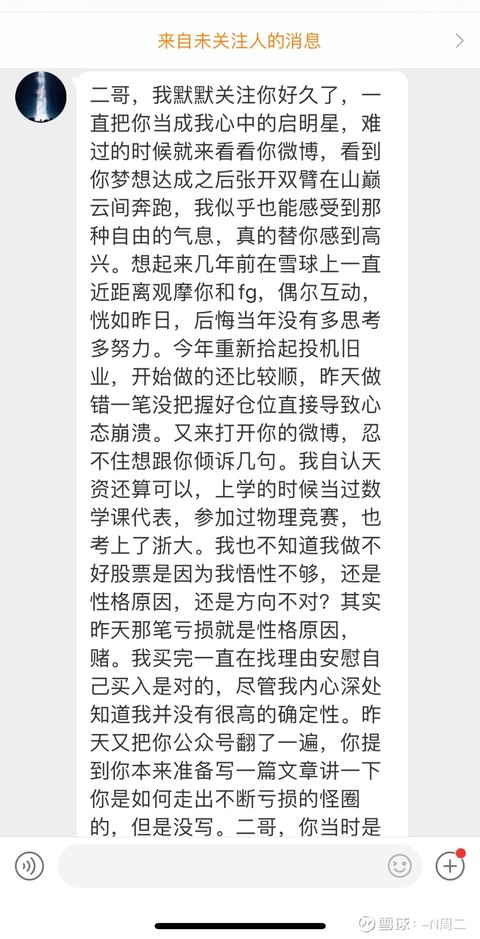 来自未关注人的消息
二哥，我默默关注你好久了，一
直把你当成我心中的启明星，难
过的时候就来看看你微博，看到
你梦想达成之后张开双臂在山巅
云间奔跑，我似乎也能感受到那
种自由的气息，真的替你感到高
兴。想起来几年前在雪球上一直
近距离观摩你和fg，偶尔互动，
恍如昨日，后悔当年没有多思考
多努力。今年重新拾起投机旧
业，开始做的还比较顺，昨天做
错一笔没把握好仓位直接导致心
态崩溃。又来打开你的微博，忍
不住想跟你倾诉几句。我自认天
资还算可以，上学的时候当过数
学课代表，参加过物理竞赛，也
考上了浙大。我也不知道我做不
好股票是因为我悟性不够，还是
性格原因，还是方向不对？其实
昨天那笔亏损就是性格原因，
赌。我买完一直在找理由安慰自
己买入是对的，尽管我内心深处
知道我并没有很高的确定性。昨
天又把你公众号翻了一遍，你提
到你本来准备写一篇文章讲一下
你是如何走出不断亏损的怪圈
的，但是没写。二哥，你当时是
雪球：-N周二